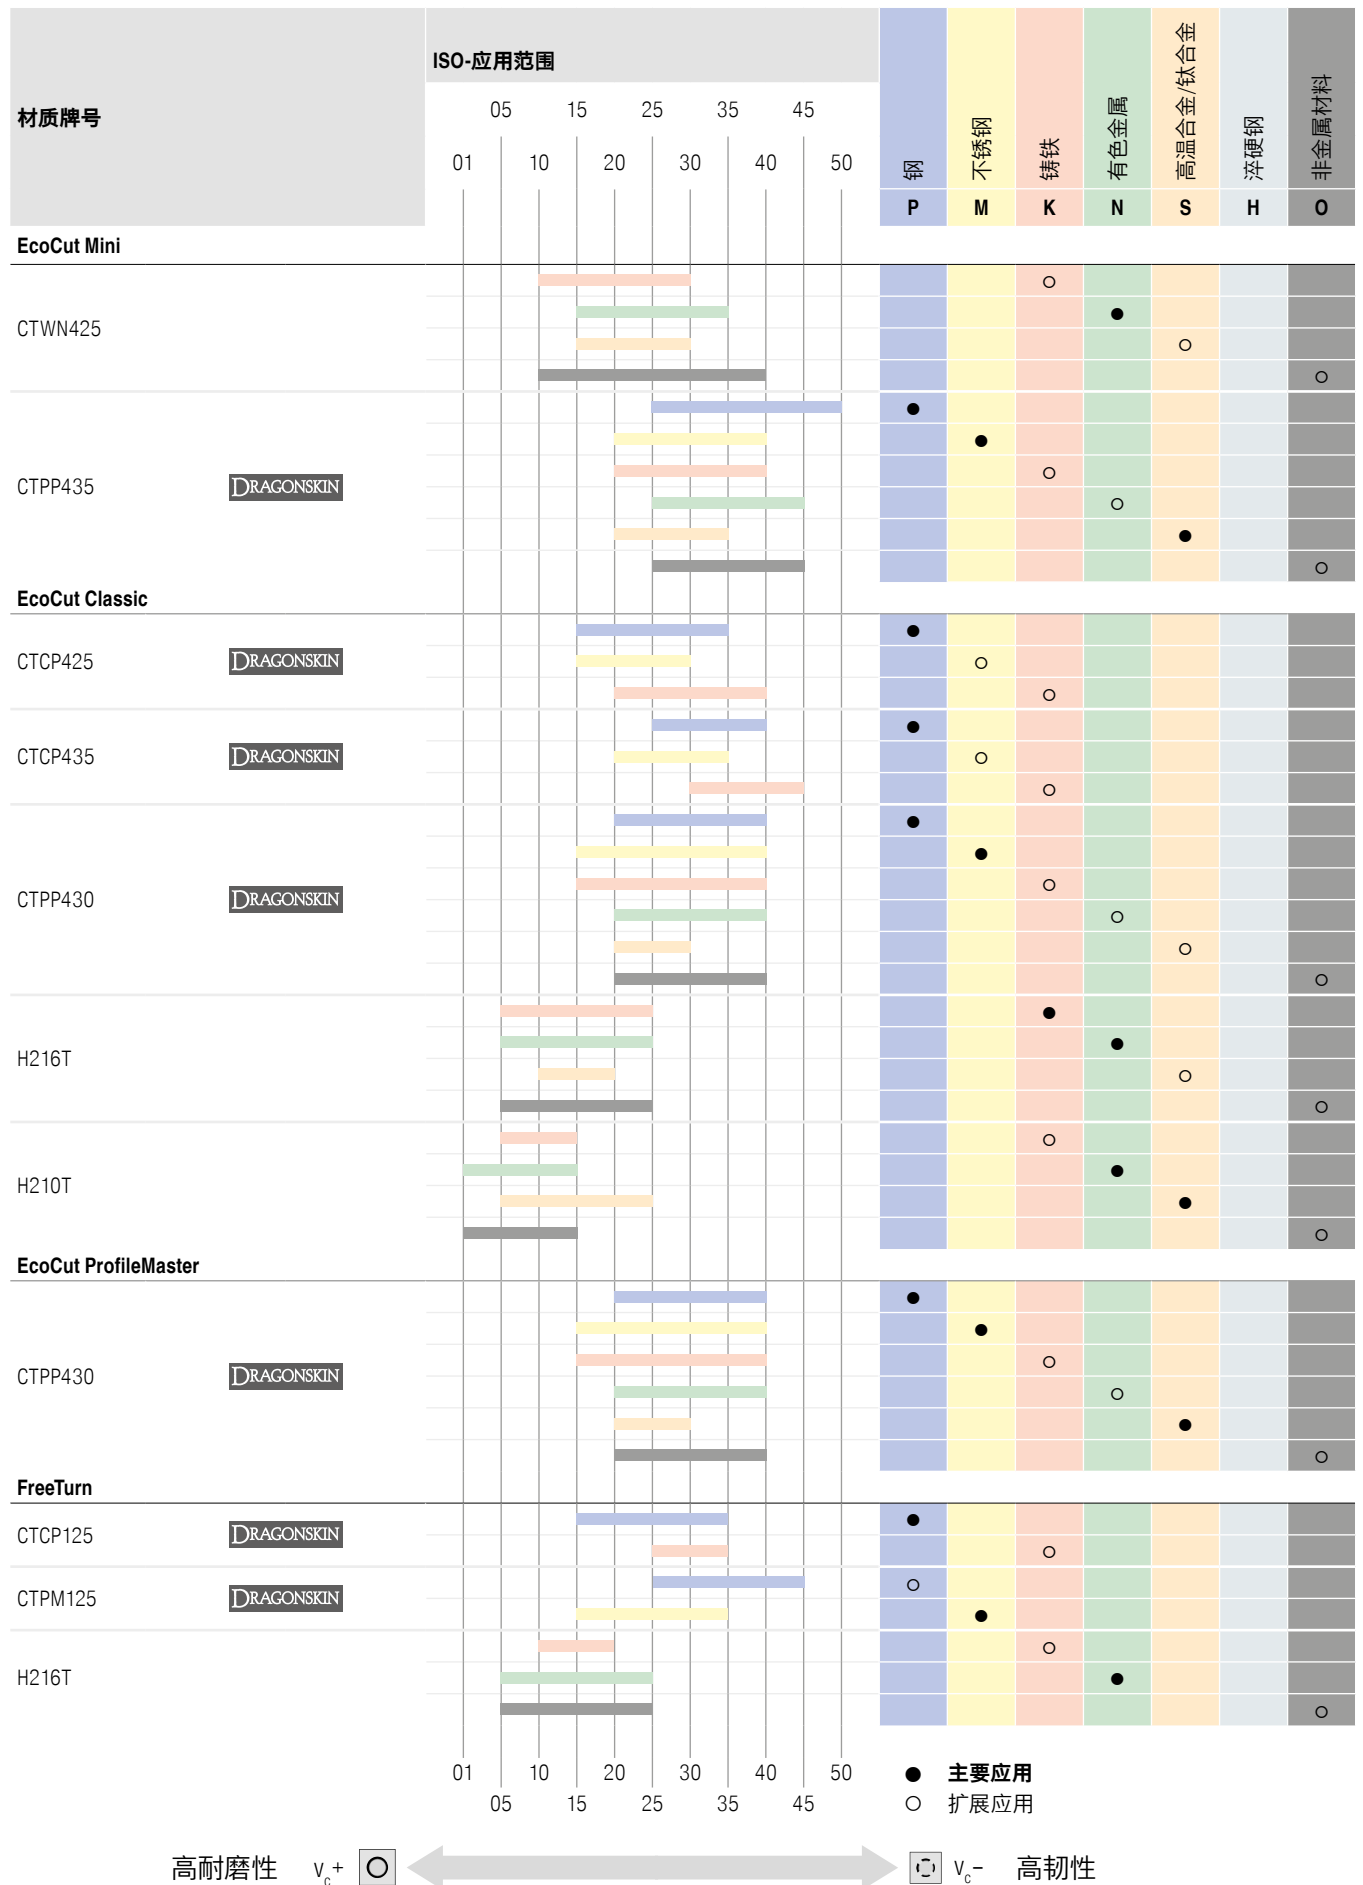 ISO-应用范围
材质牌号
05 15 25 35 45
01 10 20 30 40 50
钢
不锈钢
铸铁
有色金属
高温合金/钛合金
淬硬钢
非金属材料
P M K N S H O
EcoCut Mini
CTWN425
CTPP435 DRAGONSKIN
EcoCut Classic
CTCP425 DRAGONSKIN
CTCP435 DRAGONSKIN
CTPP430 DRAGONSKIN
H216T
H210T
EcoCut ProfileMaster
CTPP430 DRAGONSKIN
FreeTurn
CTCP125 DRAGONSKIN
CTPM125 DRAGONSKIN
H216T
01 10 20 30 40 50
05 15 25 35 45
● 主要应用
○ 扩展应用
高耐磨性 vc+ vc− 高韧性